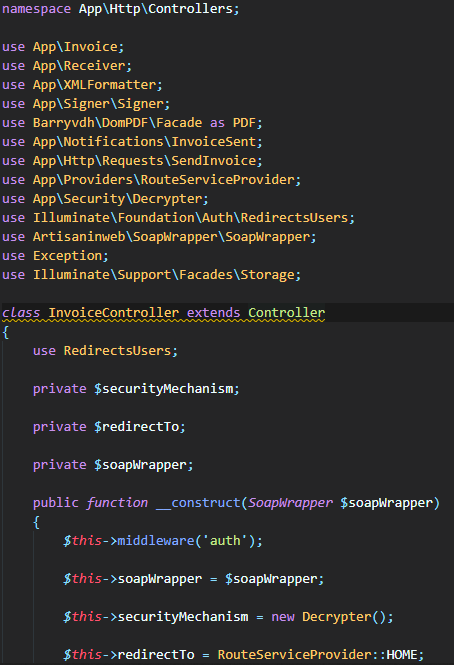 namespace App\Http\Controllers;
use App\Invoice;
use App\Receiver;
use App\XMLFormatter;
use App\Signer\Signer;
use Barryvdh\DomPDF\Facade as PDF;
use App\Notifications\InvoiceSent;
use App\Http\Requests\SendInvoice;
use App\Providers\RouteServiceProvider;
use App\Security\Decrypter;
use Illuminate\Foundation\Auth\RedirectsUsers;
use Artisaninweb\SoapWrapper\SoapWrapper;
use Exception;
use Illuminate\Support\Facades\Storage;
class InvoiceController extends Controller
{
    use RedirectsUsers;
    private $securityMechanism;
    private $redirectTo;
    private $soapWrapper;
    public function __construct(SoapWrapper $soapWrapper)
    {
        $this->middleware('auth');
        $this->soapWrapper = $soapWrapper;
        $this->securityMechanism = new Decrypter();
        $this->redirectTo = RouteServiceProvider::HOME;